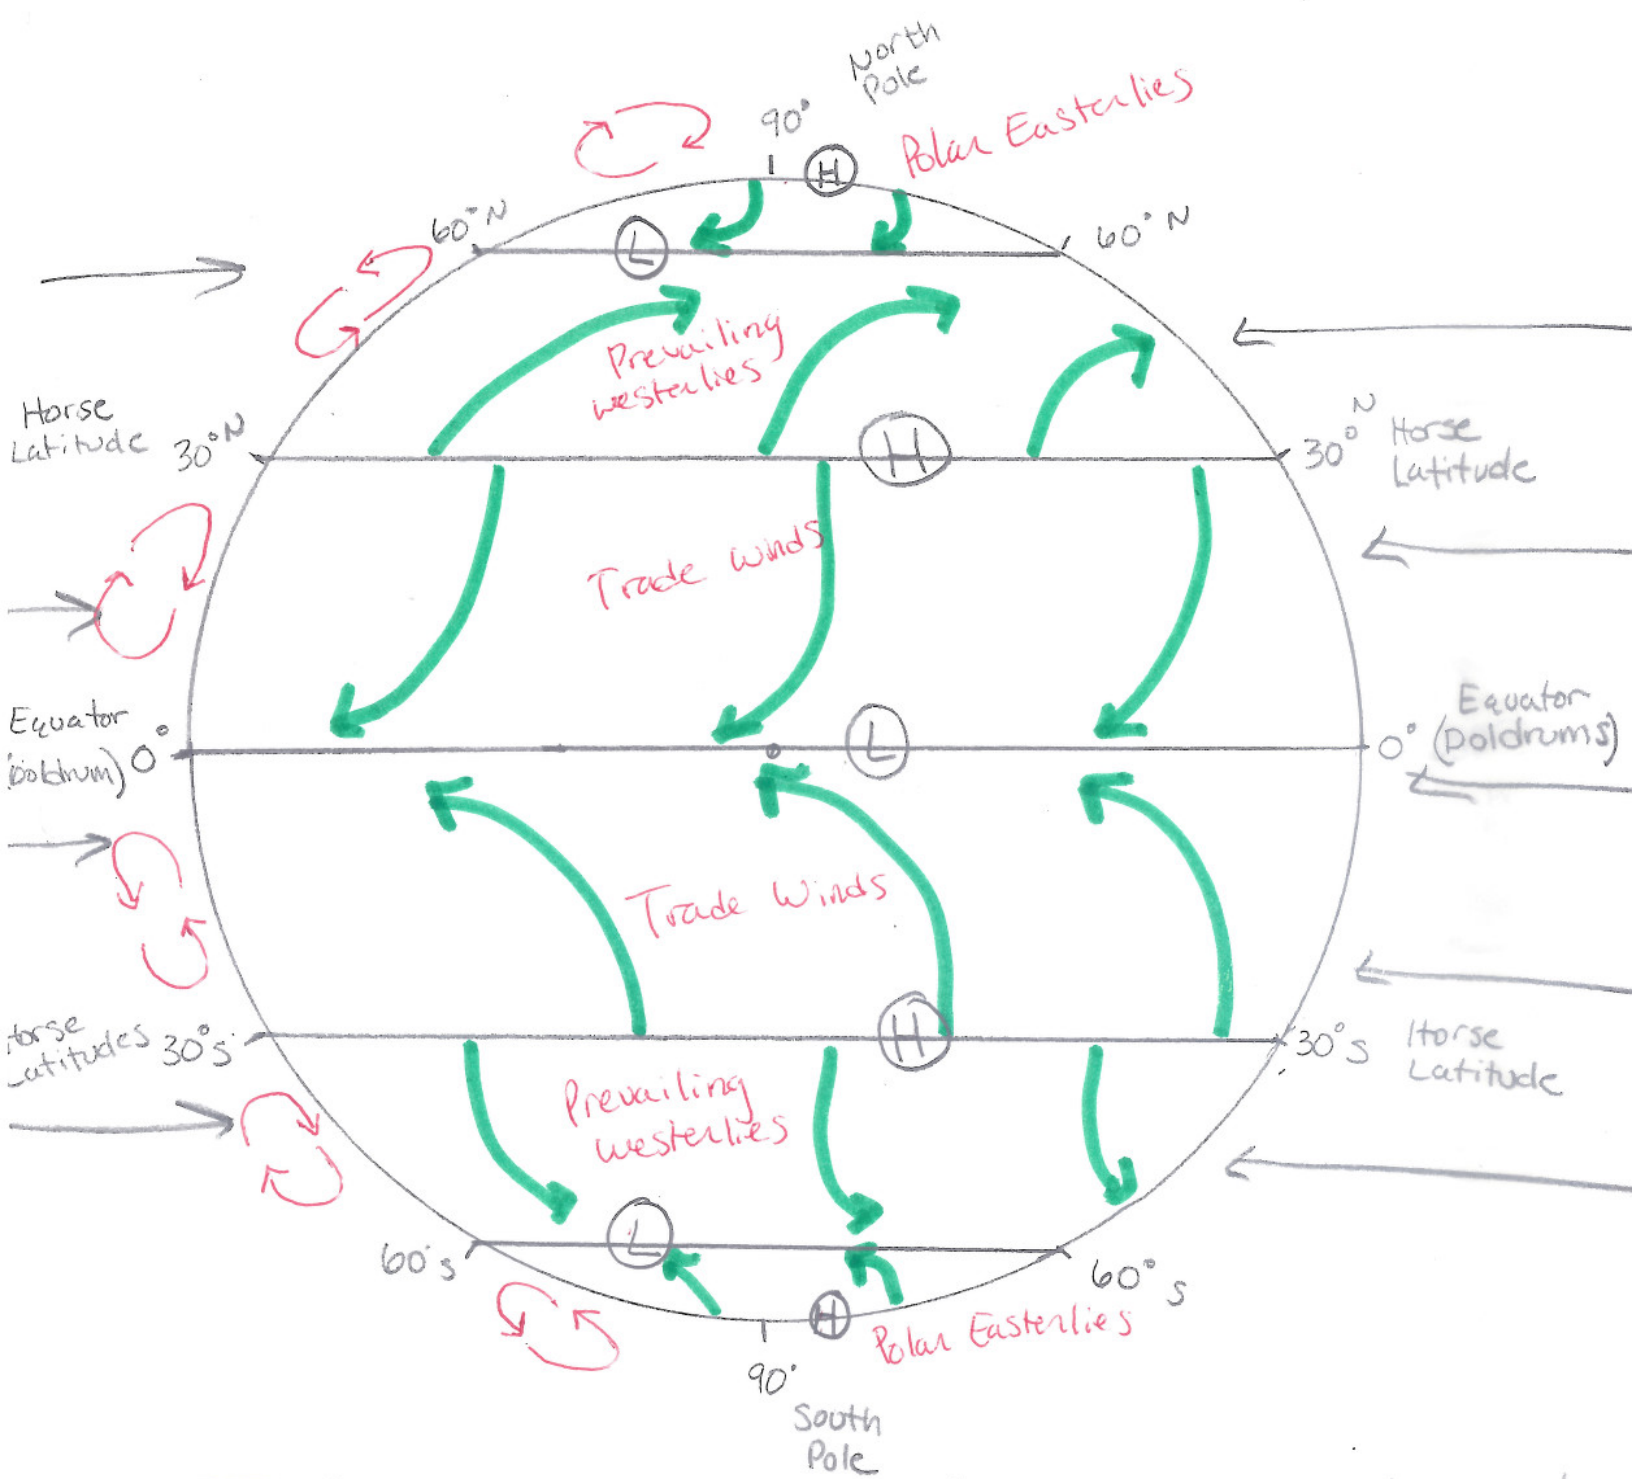 North
Pole
90°
H
Polar Easterlies
60°N
L
60° N
Prevailing
westerlies
Horse
Latitude
30°N
H
30° N
Horse
Latitude
Trade winds
Equator
(Doldrum) 0°
L
0°
Equator
(Doldrums)
Trade Winds
Horse
Latitudes
30°S
H
30°S
Horse
Latitude
Prevailing
westerlies
60°S
L
60° S
H
Polar Easterlies
90°
South
Pole